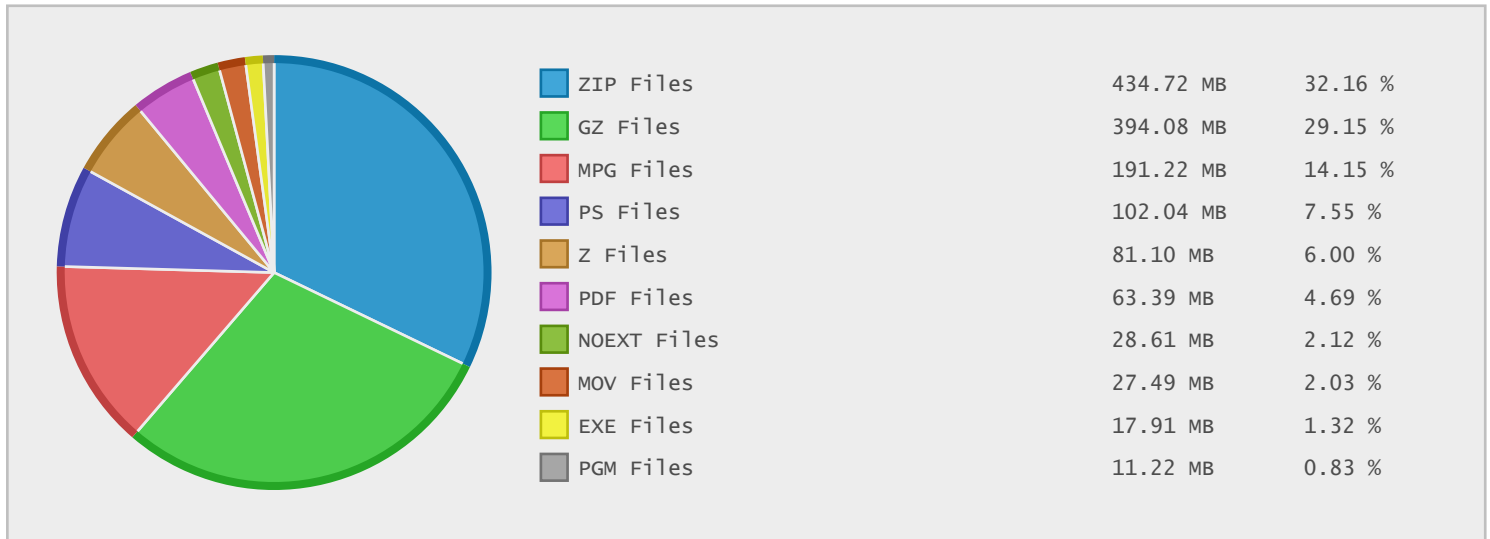 ZIP Files 434.72 MB 32.16 %
GZ Files 394.08 MB 29.15 %
MPG Files 191.22 MB 14.15 %
PS Files 102.04 MB 7.55 %
Z Files 81.10 MB 6.00 %
PDF Files 63.39 MB 4.69 %
NOEXT Files 28.61 MB 2.12 %
MOV Files 27.49 MB 2.03 %
EXE Files 17.91 MB 1.32 %
PGM Files 11.22 MB 0.83 %